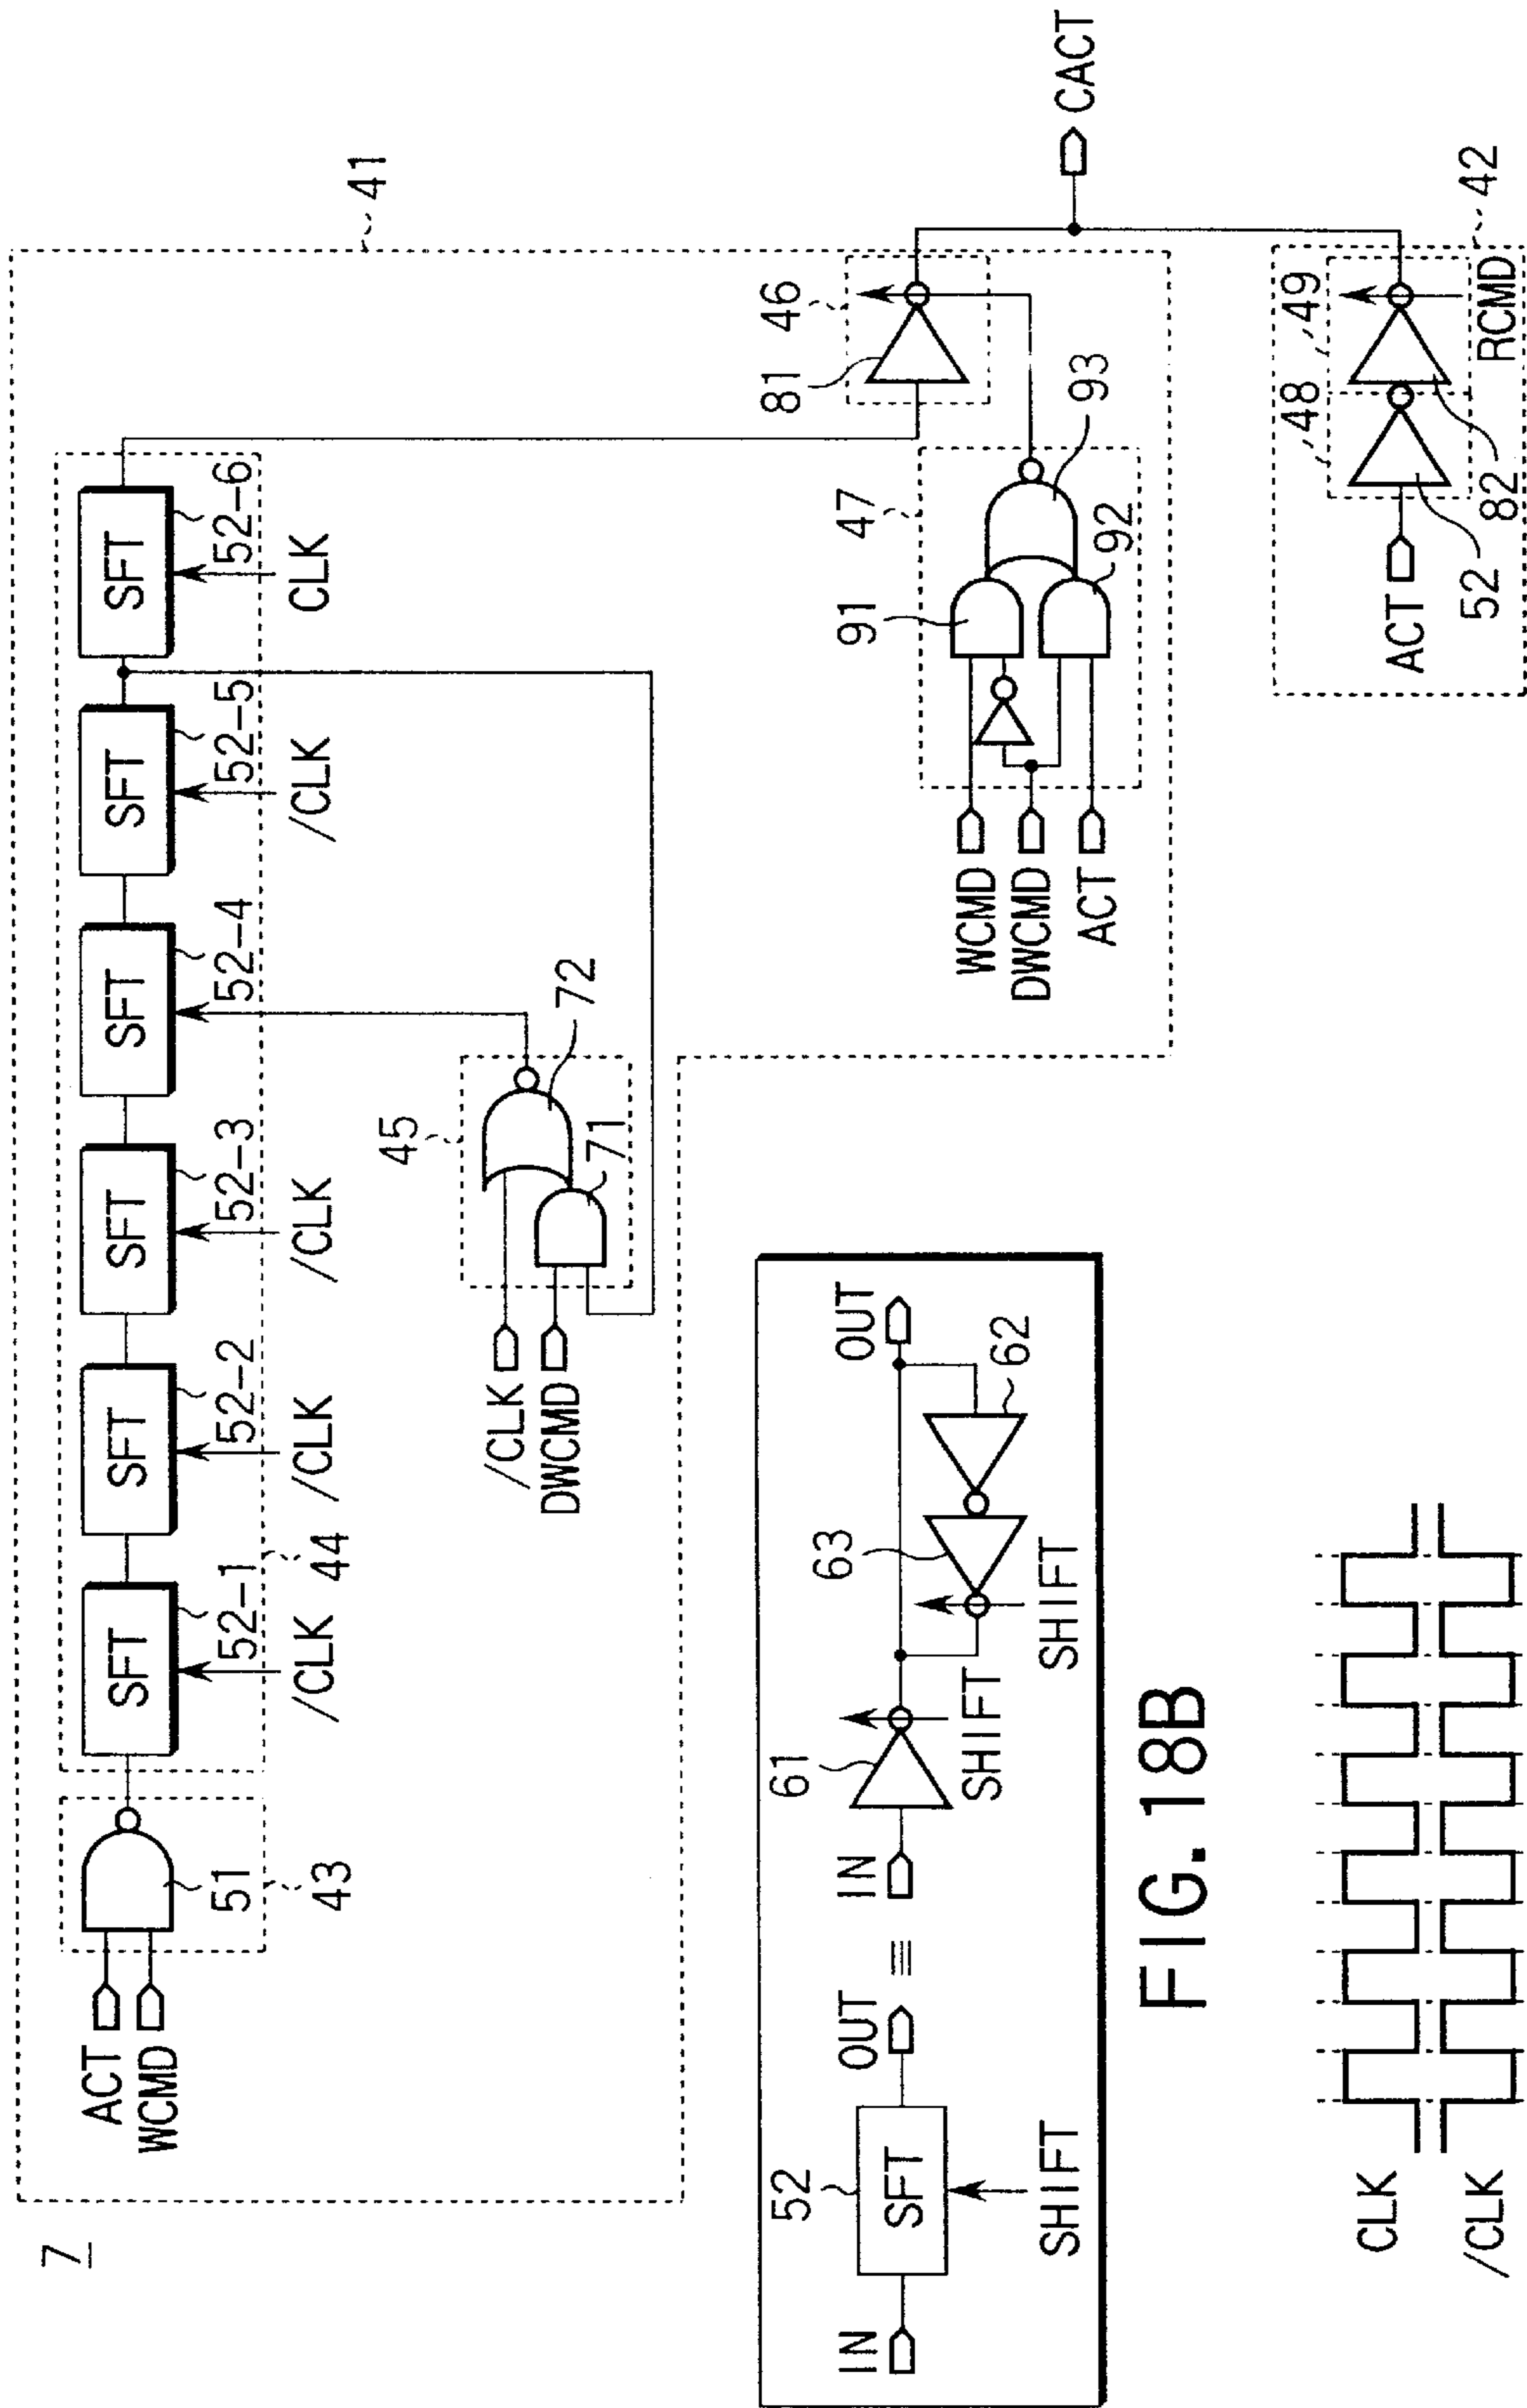 7
41
ACT
WCMD
51
43
SFT
52-1
/CLK
44
SFT
52-2
/CLK
SFT
52-3
/CLK
SFT
52-4
SFT
52-5
/CLK
SFT
52-6
CLK
45
/CLK
DWCMD
71
72
81
46
47
WCMD
DWCMD
ACT
91
92
93
CACT
48
49
42
ACT
52
82
RCMD
52
IN
SFT
OUT
SHIFT
≡
IN
61
SHIFT
63
SHIFT
62
OUT
FIG. 18B
CLK
/CLK